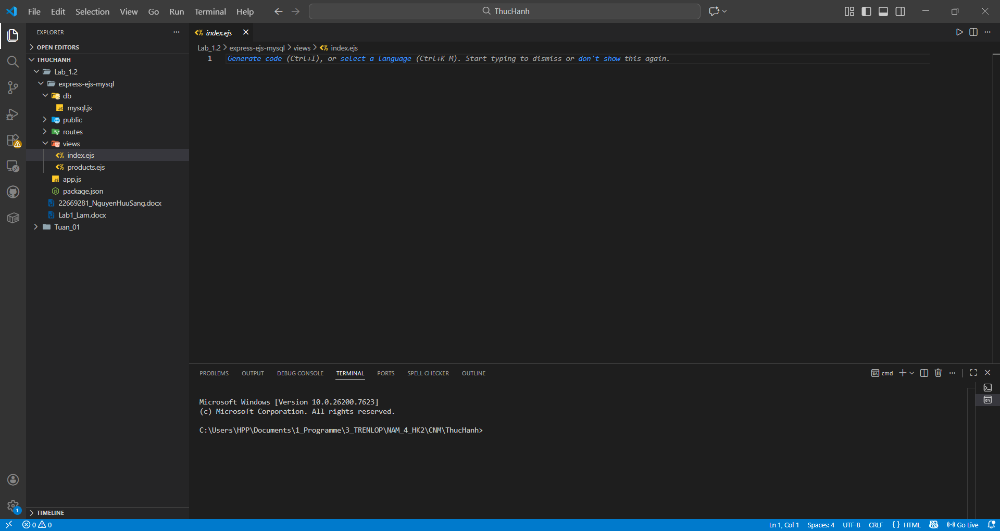 File Edit Selection View Go Run Terminal Help
ThucHanh
EXPLORER
OPEN EDITORS
THUCHANH
Lab_1.2
express-ejs-mysql
db
mysql.js
public
routes
views
index.ejs
products.ejs
app.js
package.json
22669281_NguyenHuuSang.docx
Lab1_Lam.docx
Tuan_01
TIMELINE
index.ejs
Lab_1.2 > express-ejs-mysql > views > index.ejs
1 Generate code (Ctrl+I), or select a language (Ctrl+K M). Start typing to dismiss or don't show this again.
PROBLEMS OUTPUT DEBUG CONSOLE TERMINAL PORTS SPELL CHECKER OUTLINE
cmd
Microsoft Windows [Version 10.0.26200.7623]
(c) Microsoft Corporation. All rights reserved.
C:\Users\HPP\Documents\1_Programme\3_TRENLOP\NAM_4_HK2\CNM\ThucHanh>
1
0 0
Ln 1, Col 1 Spaces: 4 UTF-8 CRLF { } HTML Go Live